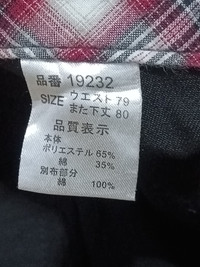 品番 19232
SIZE ウエスト 79
また下丈 80
品質表示
本体
ポリエステル 65%
綿 35%
別布部分
綿 100%